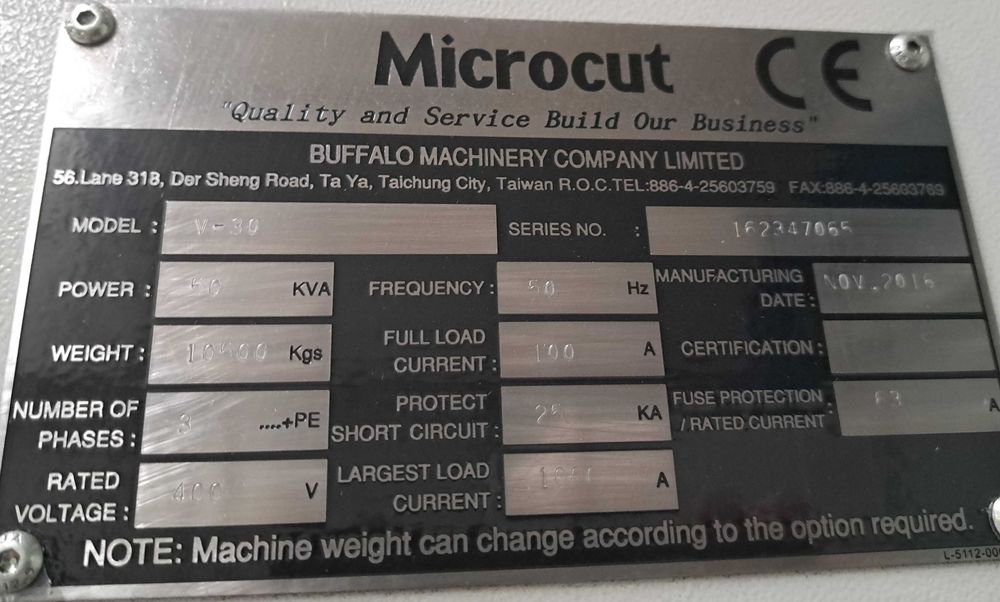 Microcut CE
"Quality and Service Build Our Business"
BUFFALO MACHINERY COMPANY LIMITED
56.Lane 318, Der Sheng Road, Ta Ya, Taichung City, Taiwan R.O.C.TEL:886-4-25603759 FAX:886-4-25603769
MODEL : V-30 SERIES NO. : 162347065
POWER : KVA FREQUENCY : 50 Hz MANUFACTURING DATE : NOV.2016
WEIGHT : Kgs FULL LOAD CURRENT : 100 A CERTIFICATION :
NUMBER OF PHASES : 3 ....+PE PROTECT SHORT CIRCUIT : KA FUSE PROTECTION / RATED CURRENT : 63 A
RATED VOLTAGE : 400 V LARGEST LOAD CURRENT : A
NOTE: Machine weight can change according to the option required.